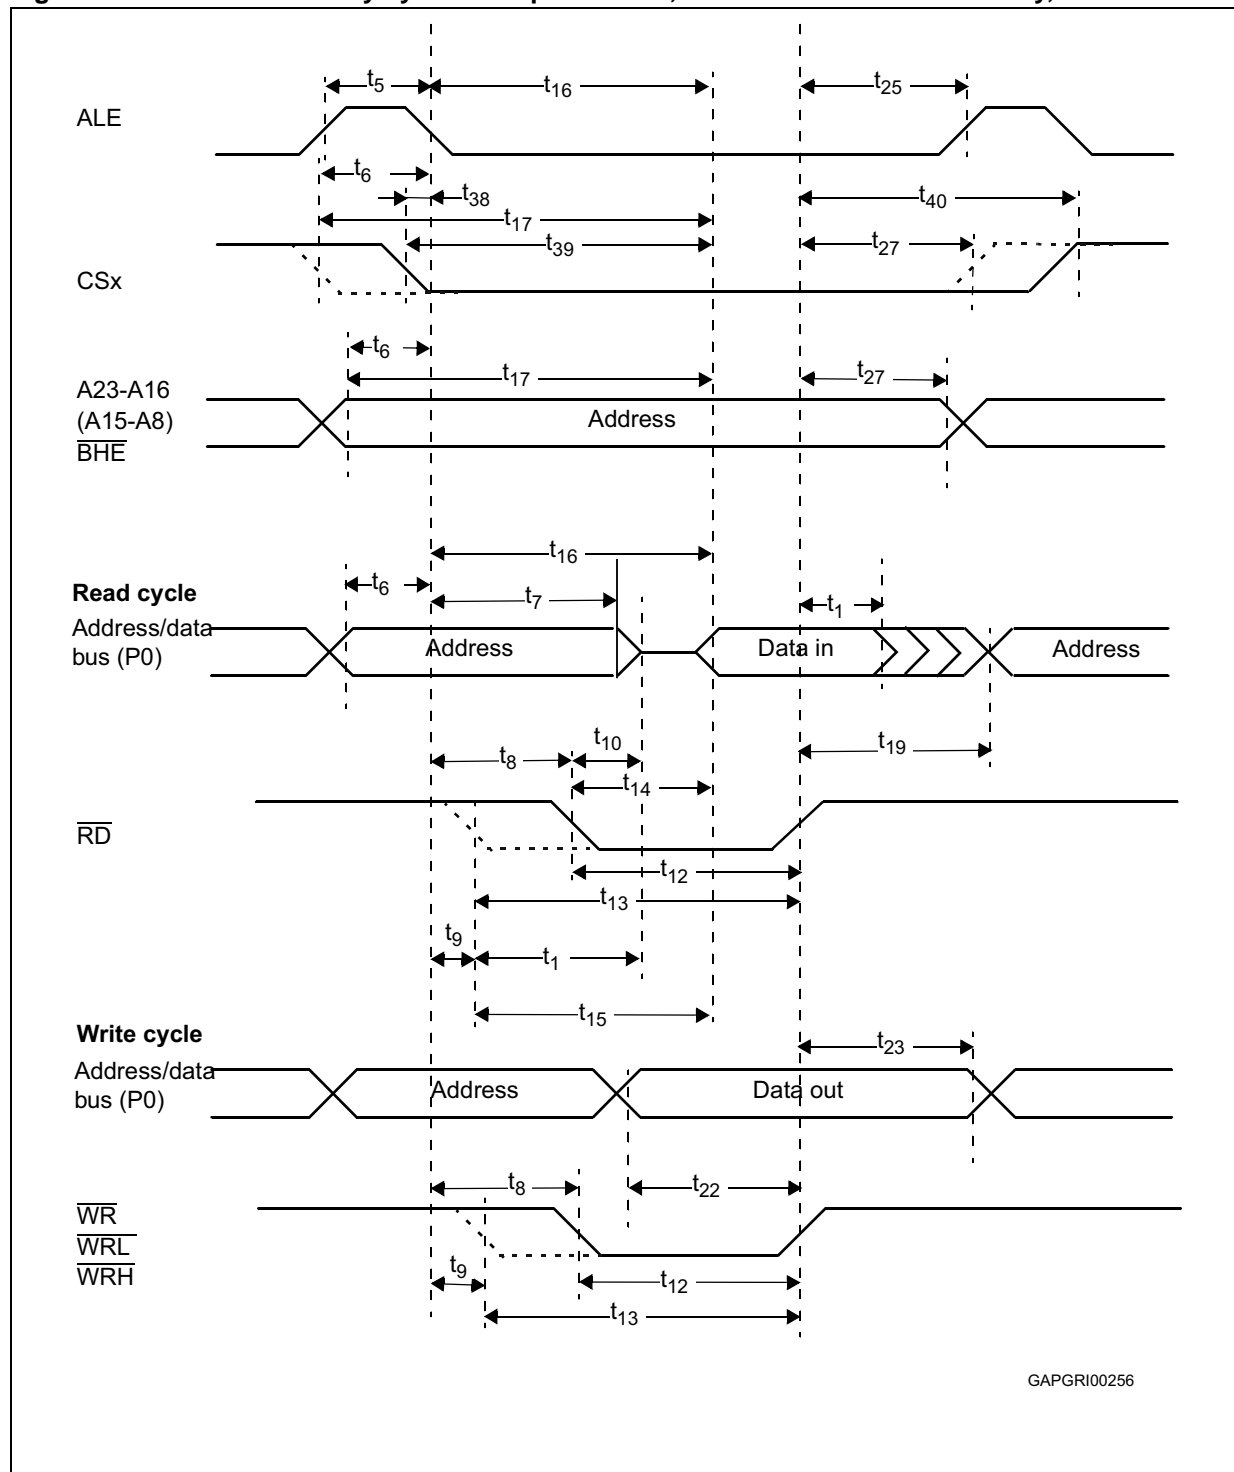 t5
t16
t25
ALE
t6
t38
t40
t17
t39
t27
CSx
t6
t17
t27
A23-A16
(A15-A8)
BHE
Address
t16
t6
t7
t1
Read cycle
Address/data
bus (P0)
Address
Data in
Address
t8
t10
t19
t14
RD
t12
t13
t9
t1
t15
Write cycle
t23
Address/data
bus (P0)
Address
Data out
t8
t22
WR
WRL
WRH
t9
t12
t13
GAPGRI00256